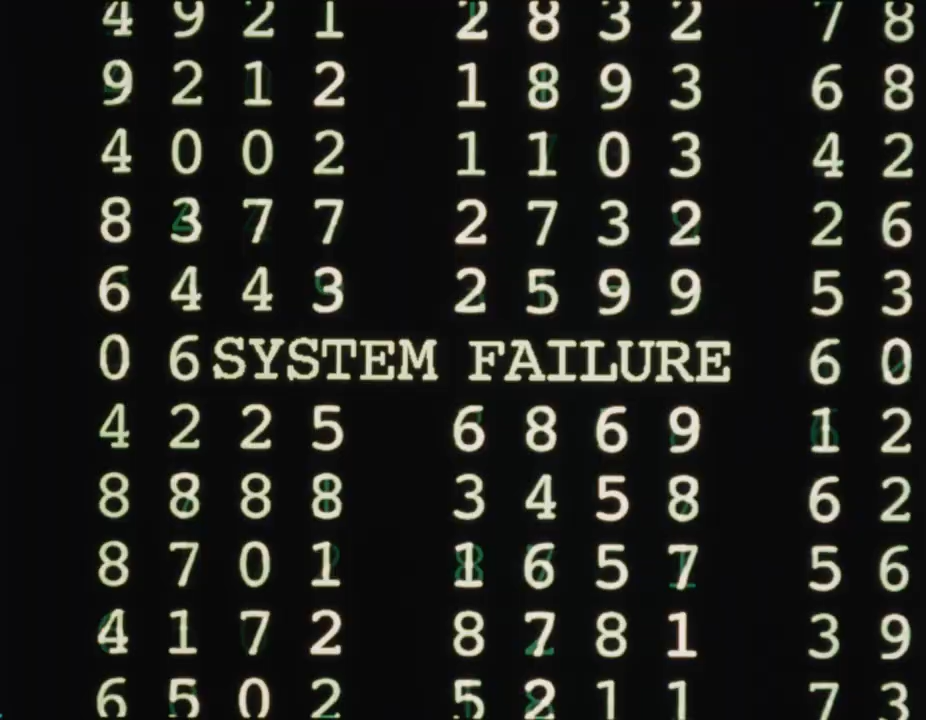 4 9 2 1 2 8 3 2 7 8
9 2 1 2 1 8 9 3 6 8
4 0 0 2 1 1 0 3 4 2
8 3 7 7 2 7 3 2 2 6
6 4 4 3 2 5 9 9 5 3
0 6 SYSTEM FAILURE 6 0
4 2 2 5 6 8 6 9 1 2
8 8 8 8 3 4 5 8 6 2
8 7 0 1 1 6 5 7 5 6
4 1 7 2 8 7 8 1 3 9
6 5 0 2 5 2 1 1 7 3